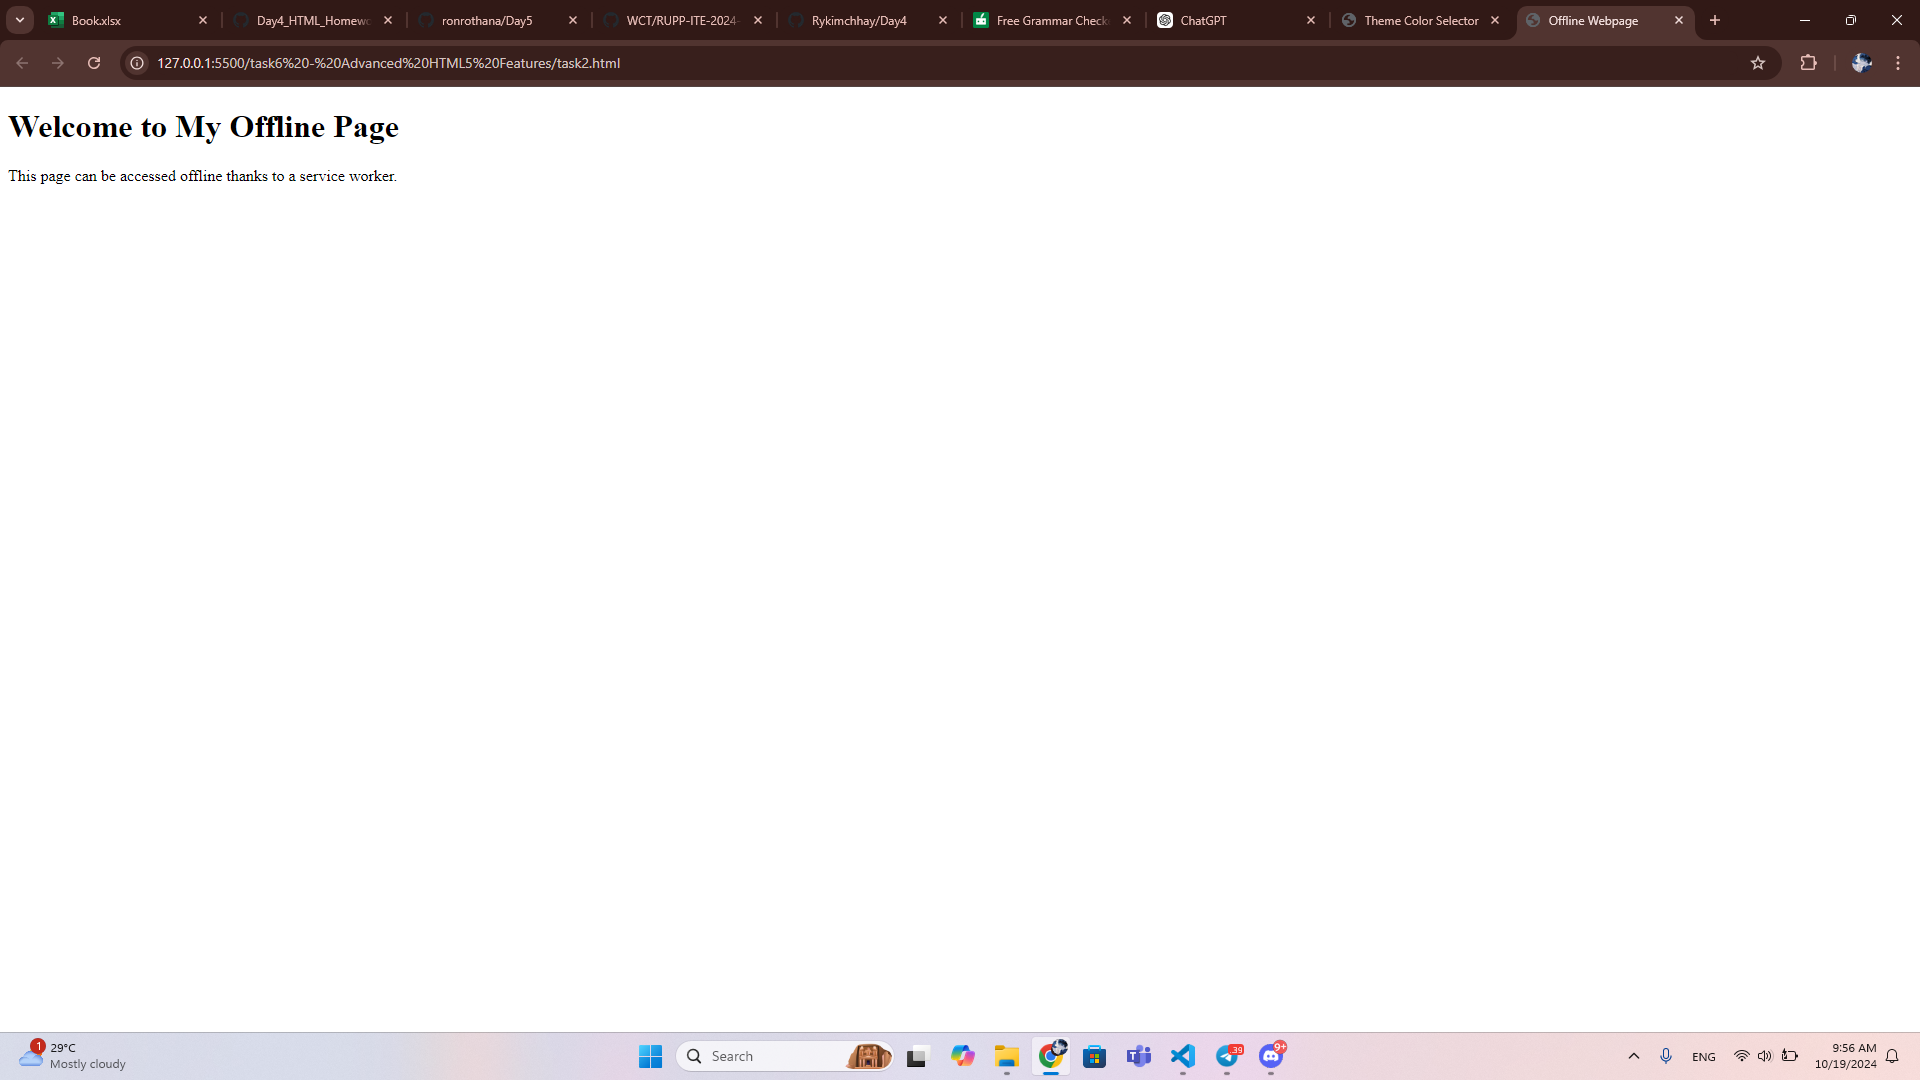 Book.xlsx
Day4_HTML_Homewo
ronrothana/Day5
WCT/RUPP-ITE-2024-
Rykimchhay/Day4
Free Grammar Check
ChatGPT
Theme Color Selector
Offline Webpage
127.0.0.1:5500/task6%20-%20Advanced%20HTML5%20Features/task2.html
Welcome to My Offline Page
This page can be accessed offline thanks to a service worker.
1
29°C
Mostly cloudy
Search
39
9+
ENG
9:56 AM
10/19/2024